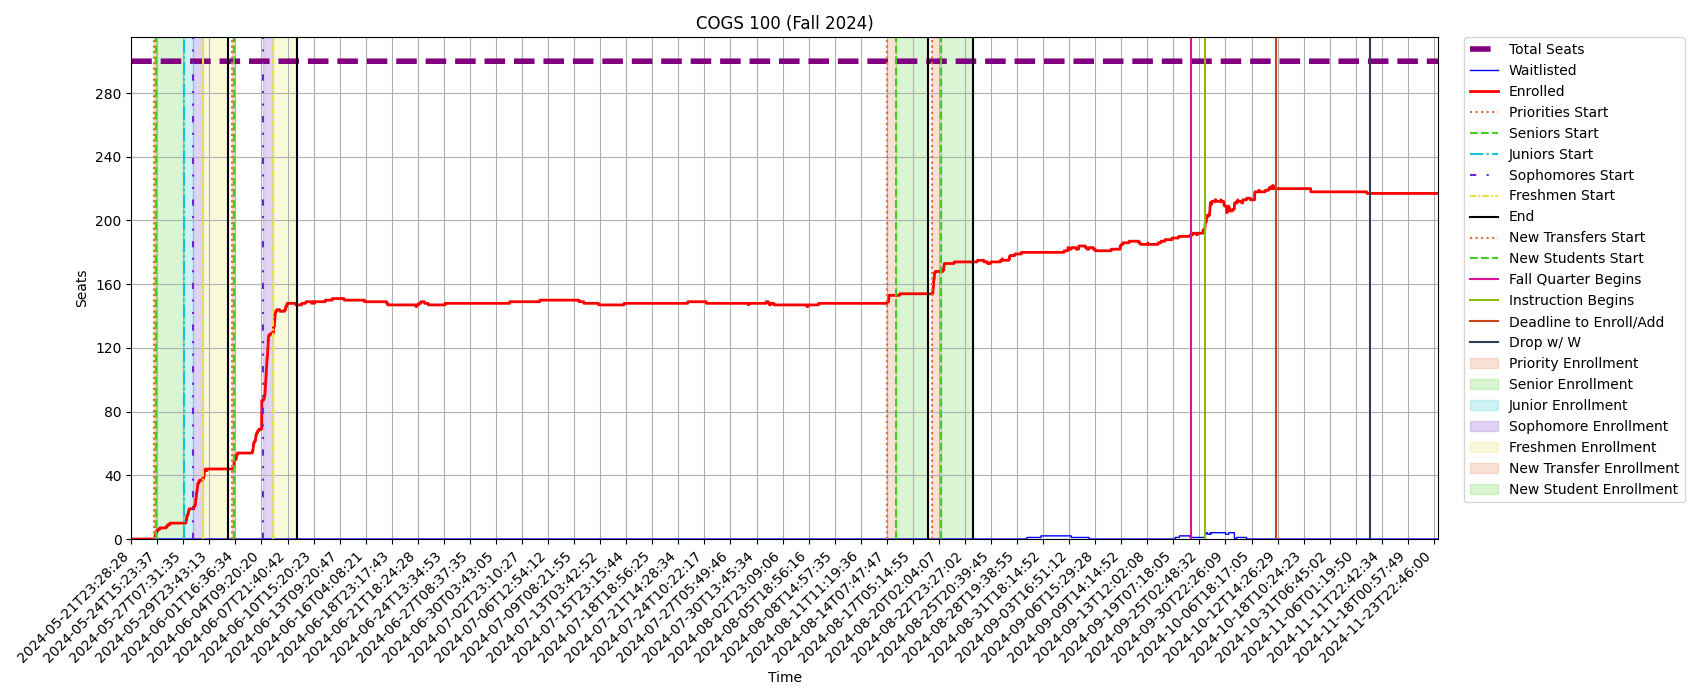 COGS 100 (Fall 2024)
Seats
280
240
200
160
120
80
40
0
2024-05-21T23:28:28
2024-05-24T15:23:37
2024-05-27T07:31:35
2024-05-29T23:43:13
2024-06-01T16:36:34
2024-06-04T09:20:20
2024-06-07T21:40:42
2024-06-10T15:20:23
2024-06-13T09:20:47
2024-06-16T04:08:21
2024-06-18T23:17:43
2024-06-21T18:24:28
2024-06-24T13:34:53
2024-06-27T08:37:35
2024-06-30T03:43:05
2024-07-02T23:10:27
2024-07-06T12:54:12
2024-07-09T08:21:55
2024-07-13T03:42:52
2024-07-15T23:15:44
2024-07-18T18:56:25
2024-07-21T14:28:34
2024-07-24T10:22:17
2024-07-27T05:49:46
2024-07-30T13:45:34
2024-08-02T23:09:06
2024-08-05T18:56:16
2024-08-08T14:57:35
2024-08-11T11:19:36
2024-08-14T07:47:47
2024-08-17T05:14:55
2024-08-20T02:04:07
2024-08-22T23:27:02
2024-08-25T20:39:45
2024-08-28T19:38:55
2024-08-31T18:14:52
2024-09-03T16:51:12
2024-09-06T15:29:28
2024-09-09T14:14:52
2024-09-13T12:02:08
2024-09-19T07:18:05
2024-09-25T02:48:32
2024-09-30T22:26:09
2024-10-06T18:17:05
2024-10-12T14:26:29
2024-10-18T10:24:23
2024-10-31T06:45:02
2024-11-06T01:19:50
2024-11-11T22:42:34
2024-11-18T00:57:49
2024-11-23T22:46:00
Time
Total Seats
Waitlisted
Enrolled
Priorities Start
Seniors Start
Juniors Start
Sophomores Start
Freshmen Start
End
New Transfers Start
New Students Start
Fall Quarter Begins
Instruction Begins
Deadline to Enroll/Add
Drop w/ W
Priority Enrollment
Senior Enrollment
Junior Enrollment
Sophomore Enrollment
Freshmen Enrollment
New Transfer Enrollment
New Student Enrollment